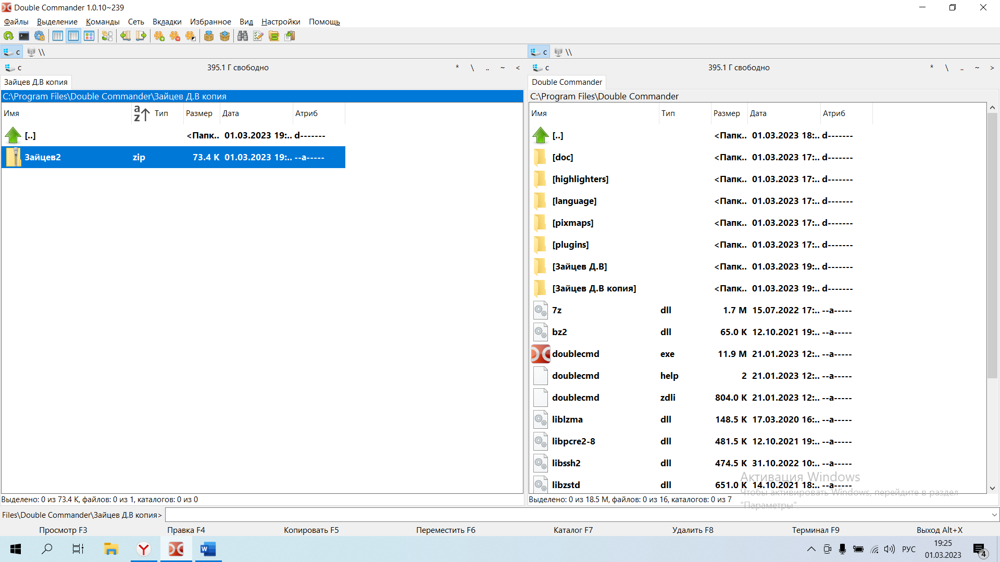 Double Commander 1.0.10~239
Файлы Выделение Команды Сеть Вкладки Избранное Вид Настройки Помощь
c \\ c \\
c 395.1 Г свободно * \ .. ~ < c 395.1 Г свободно * \ .. ~ >
Зайцев Д.В копия Double Commander
C:\Program Files\Double Commander\Зайцев Д.В копия C:\Program Files\Double Commander
Имя Тип Размер Дата Атриб Имя Тип Размер Дата Атриб
[..] <Папк.. 01.03.2023 19:.. d------- [..] <Папк.. 01.03.2023 18:.. d-------
Зайцев2 zip 73.4 K 01.03.2023 19:.. --a----- [doc] <Папк.. 01.03.2023 17:.. d-------
[highlighters] <Папк.. 01.03.2023 17:.. d-------
[language] <Папк.. 01.03.2023 17:.. d-------
[pixmaps] <Папк.. 01.03.2023 17:.. d-------
[plugins] <Папк.. 01.03.2023 17:.. d-------
[Зайцев Д.В] <Папк.. 01.03.2023 19:.. d-------
[Зайцев Д.В копия] <Папк.. 01.03.2023 19:.. d-------
7z dll 1.7 M 15.07.2022 17:.. --a-----
bz2 dll 65.0 K 12.10.2021 19:.. --a-----
doublecmd exe 11.9 M 21.01.2023 12:.. --a-----
doublecmd help 2 21.01.2023 12:.. --a-----
doublecmd zdli 804.0 K 21.01.2023 12:.. --a-----
liblzma dll 148.5 K 17.03.2020 16:.. --a-----
libpcre2-8 dll 481.5 K 12.10.2021 19:.. --a-----
libssh2 dll 474.5 K 31.10.2022 10:.. --a-----
Активация Windows
libzstd dll 651.0 K 14.10.2021 18:.. --a-----
Чтобы активировать Windows, перейдите в раздел
"Параметры".
Выделено: 0 из 73.4 K, файлов: 0 из 1, каталогов: 0 из 0 Выделено: 0 из 18.5 M, файлов: 0 из 16, каталогов: 0 из 7
Files\Double Commander\Зайцев Д.В копия>
Просмотр F3 Правка F4 Копировать F5 Переместить F6 Каталог F7 Удалить F8 Терминал F9 Выход Alt+X
РУС 19:25
01.03.2023 4